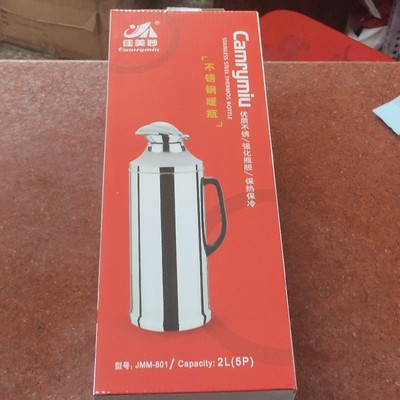 佳美妙
Camrymiu
Camrymiu
STAINLESS STEEL THERMOS BOTTLE
不锈钢暖瓶
优质不锈/强化瓶胆/保热保冷
型号: JMM-801/ Capacity: 2L(5P)